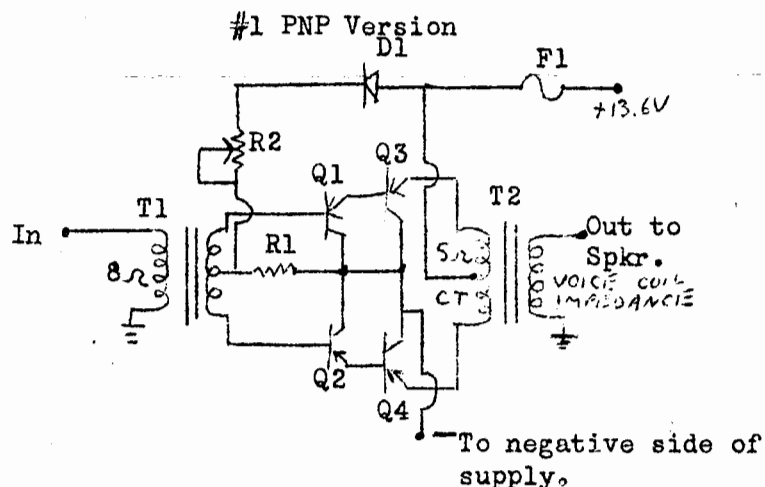 #1 PNP Version
D1
F1
+13.6V
R2
Q1
Q3
T1
T2
In
Out to
Spkr.
R1
8Ω
5Ω
CT
VOICE COIL
IMPEDANCE
Q2
Q4
-To negative side of
supply.